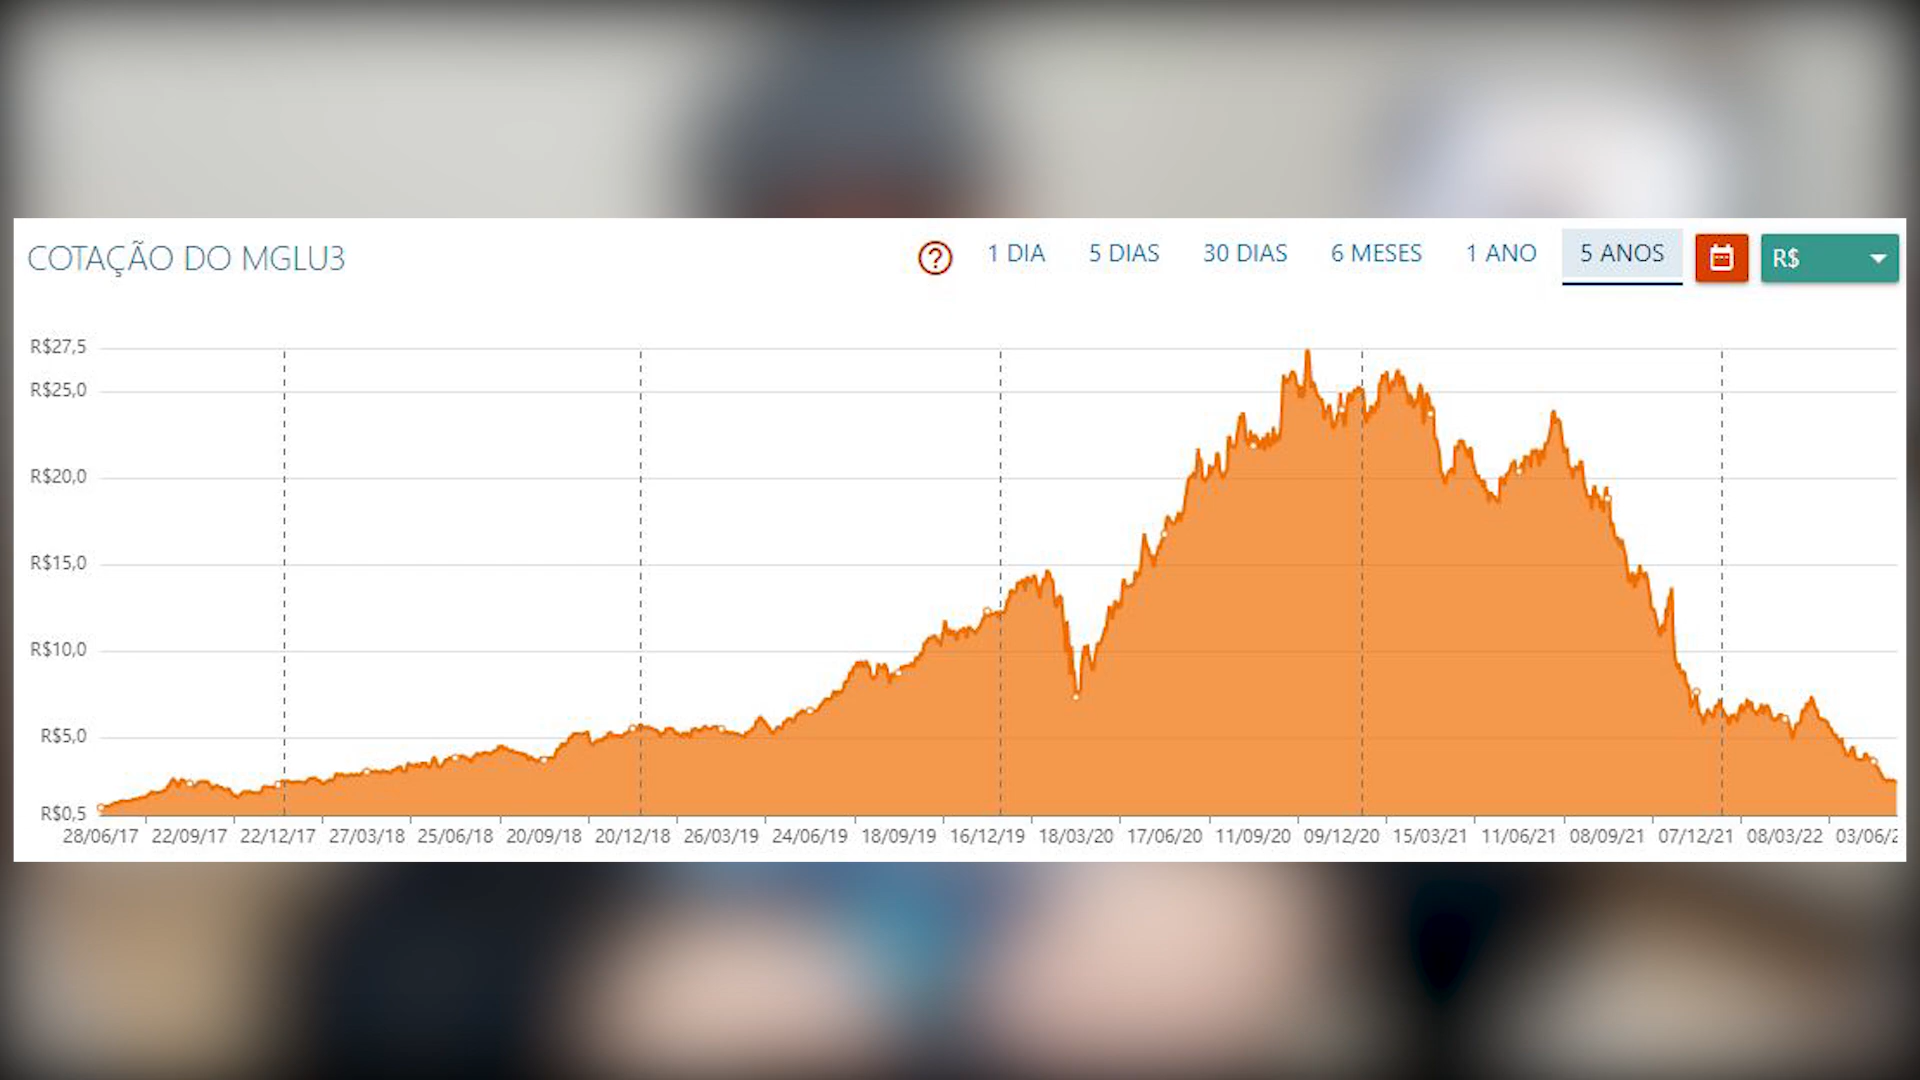 COTAÇÃO DO MGLU3
? 1 DIA 5 DIAS 30 DIAS 6 MESES 1 ANO 5 ANOS R$
R$27,5
R$25,0
R$20,0
R$15,0
R$10,0
R$5,0
R$0,5
28/06/17 22/09/17 22/12/17 27/03/18 25/06/18 20/09/18 20/12/18 26/03/19 24/06/19 18/09/19 16/12/19 18/03/20 17/06/20 11/09/20 09/12/20 15/03/21 11/06/21 08/09/21 07/12/21 08/03/22 03/06/2